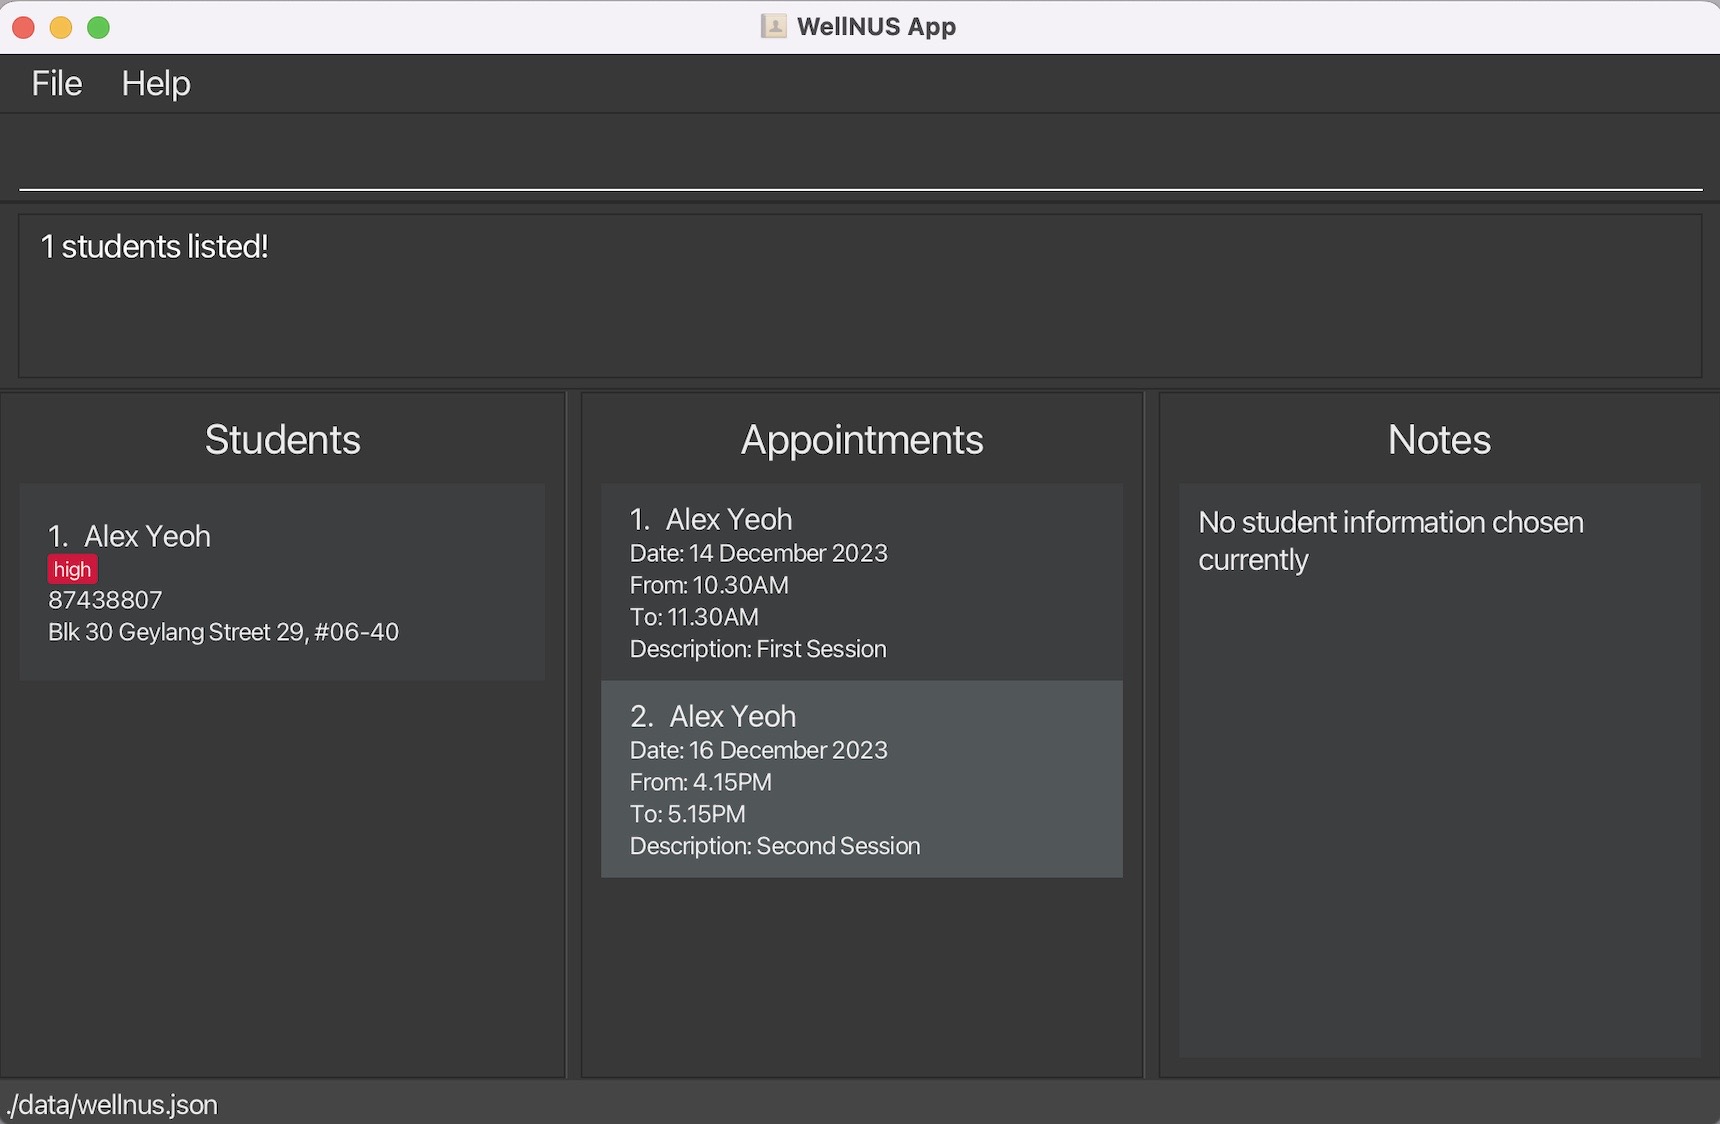 WellNUS App
File Help
1 students listed!
Students
1. Alex Yeoh
high
87438807
Blk 30 Geylang Street 29, #06-40
Appointments
1. Alex Yeoh
Date: 14 December 2023
From: 10.30AM
To: 11.30AM
Description: First Session
2. Alex Yeoh
Date: 16 December 2023
From: 4.15PM
To: 5.15PM
Description: Second Session
Notes
No student information chosen
currently
./data/wellnus.json